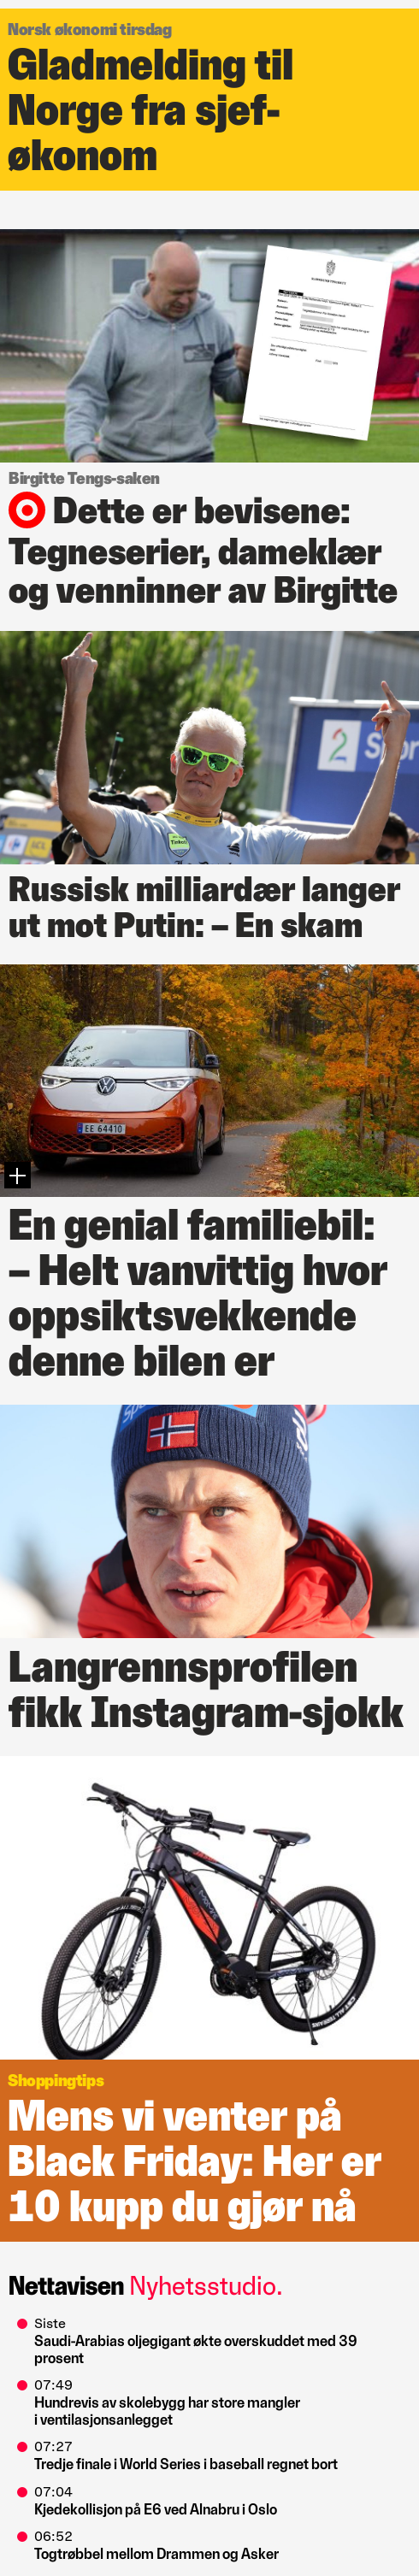 Norsk økonomi tirsdag
Gladmelding til
Norge fra sjef-
økonom
Birgitte Tengs-saken
Dette er bevisene:
Tegneserier, dameklær
og venninner av Birgitte
2
Russisk milliardær langer
ut mot Putin: – En skam
EE 64410
En genial familiebil:
– Helt vanvittig hvor
oppsiktsvekkende
denne bilen er
Langrennsprofilen
fikk Instagram-sjokk
Shoppingtips
Mens vi venter på
Black Friday: Her er
10 kupp du gjør nå
Nettavisen Nyhetsstudio.
Siste
Saudi-Arabias oljegigant økte overskuddet med 39
prosent
07:49
Hundrevis av skolebygg har store mangler
i ventilasjonsanlegget
07:27
Tredje finale i World Series i baseball regnet bort
07:04
Kjedekollisjon på E6 ved Alnabru i Oslo
06:52
Togtrøbbel mellom Drammen og Asker